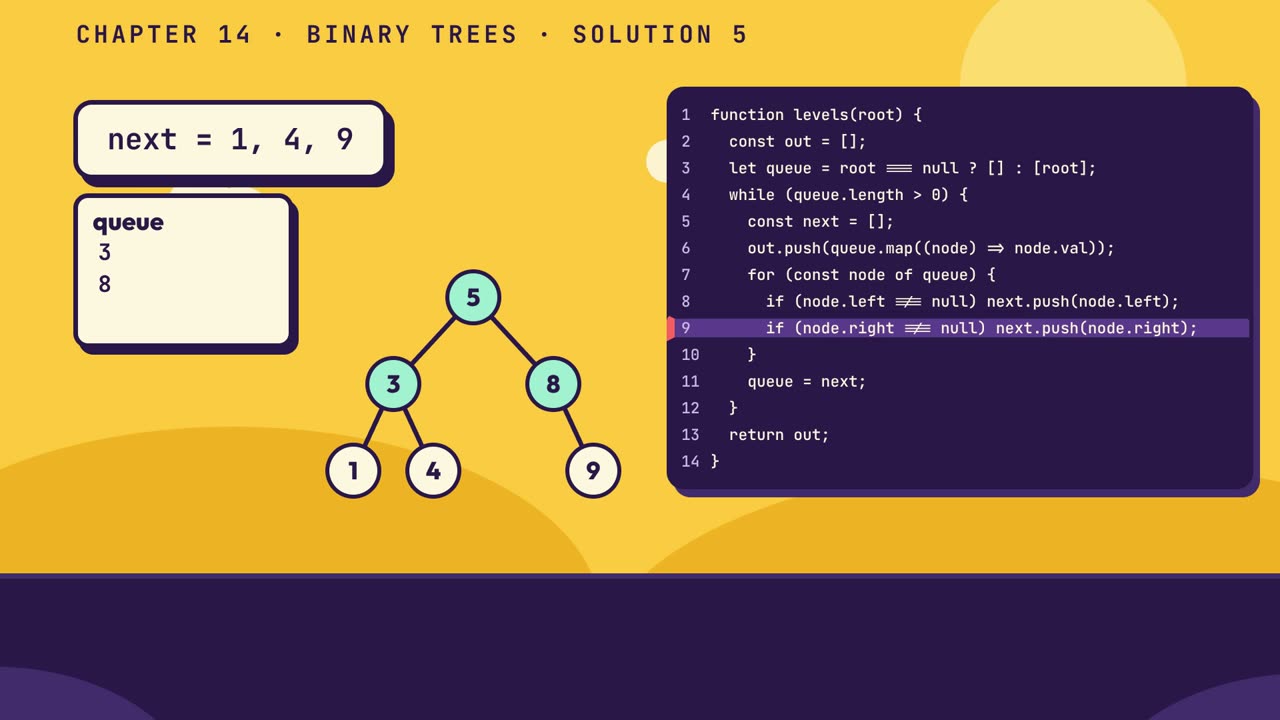 CHAPTER 14 · BINARY TREES · SOLUTION 5
next = 1, 4, 9
queue
3
8
5
3
8
1
4
9
1 function levels(root) {
2 const out = [];
3 let queue = root === null ? [] : [root];
4 while (queue.length > 0) {
5 const next = [];
6 out.push(queue.map((node) => node.val));
7 for (const node of queue) {
8 if (node.left !== null) next.push(node.left);
9 if (node.right !== null) next.push(node.right);
10 }
11 queue = next;
12 }
13 return out;
14 }